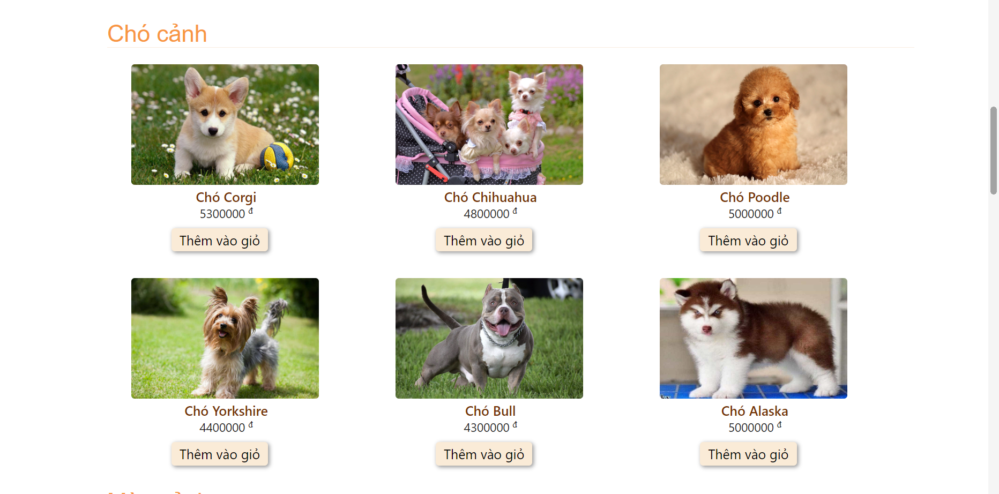 Chó cảnh
Chó Corgi
5300000 đ
Thêm vào giỏ
Chó Chihuahua
4800000 đ
Thêm vào giỏ
Chó Poodle
5000000 đ
Thêm vào giỏ
Chó Yorkshire
4400000 đ
Thêm vào giỏ
Chó Bull
4300000 đ
Thêm vào giỏ
Chó Alaska
5000000 đ
Thêm vào giỏ